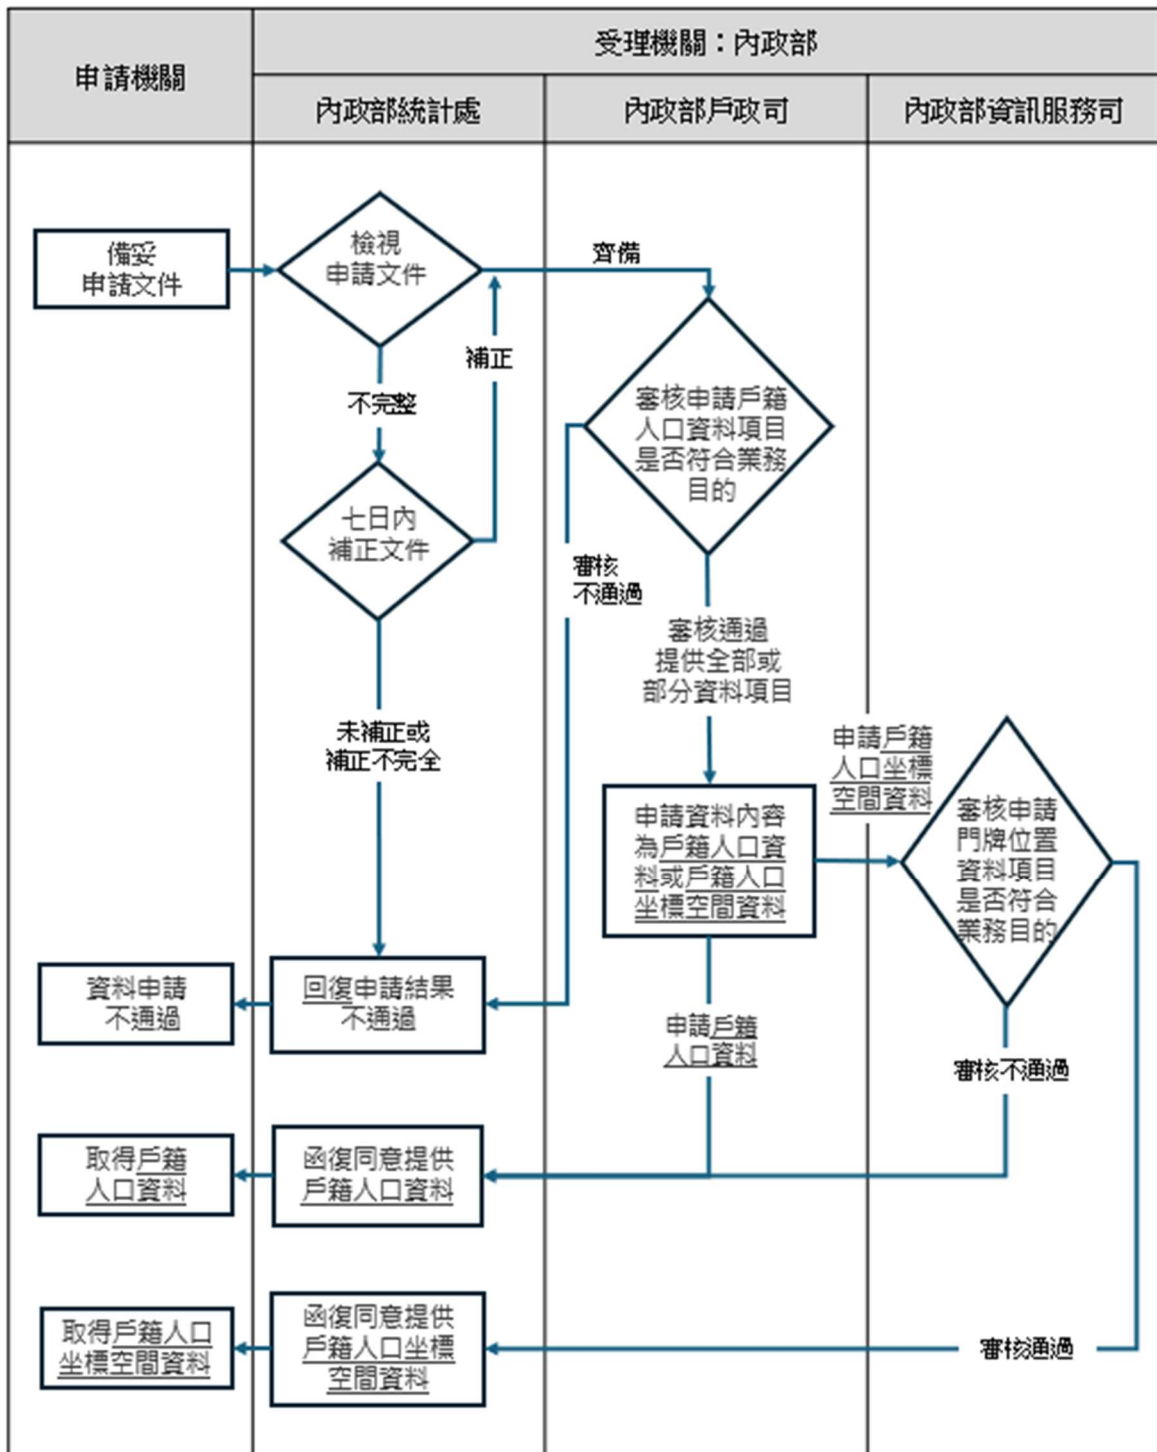 申請機關
受理機關：內政部
內政部統計處
內政部戶政司
內政部資訊服務司
備妥
申請文件
檢視
申請文件
齊備
補正
不完整
七日內
補正文件
審核申請戶籍
人口資料項目
是否符合業務
目的
審核
不通過
審核通過
提供全部或
部分資料項目
未補正或
補正不完全
申請戶籍
人口坐標
空間資料
申請資料內容
為戶籍人口資
料或戶籍人口
坐標空間資料
審核申請
門牌位置
資料項目
是否符合
業務目的
資料申請
不通過
回復申請結果
不通過
申請戶籍
人口資料
審核不通過
取得戶籍
人口資料
函復同意提供
戶籍人口資料
取得戶籍人口
坐標空間資料
函復同意提供
戶籍人口坐標
空間資料
審核通過